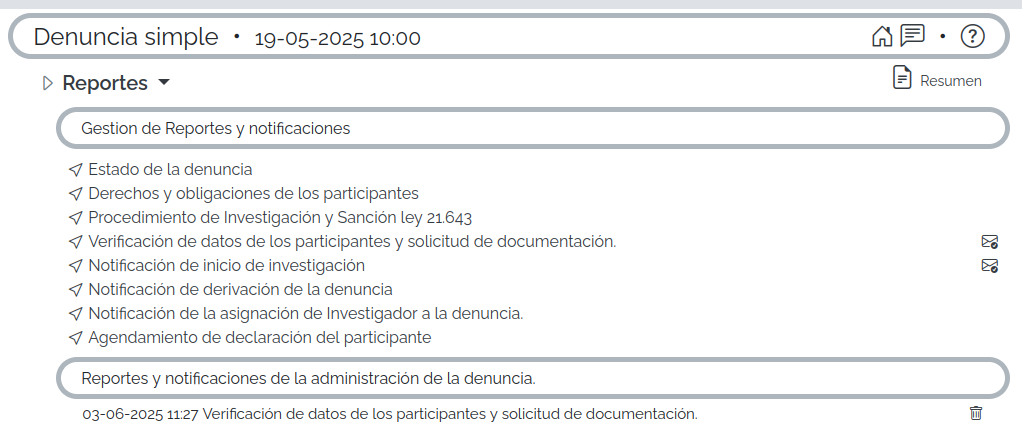 Denuncia simple • 19-05-2025 10:00 • ?
Reportes
Resumen
Gestion de Reportes y notificaciones
Estado de la denuncia
Derechos y obligaciones de los participantes
Procedimiento de Investigación y Sanción ley 21.643
Verificación de datos de los participantes y solicitud de documentación.
Notificación de inicio de investigación
Notificación de derivación de la denuncia
Notificación de la asignación de Investigador a la denuncia.
Agendamiento de declaración del participante
Reportes y notificaciones de la administración de la denuncia.
03-06-2025 11:27 Verificación de datos de los participantes y solicitud de documentación.